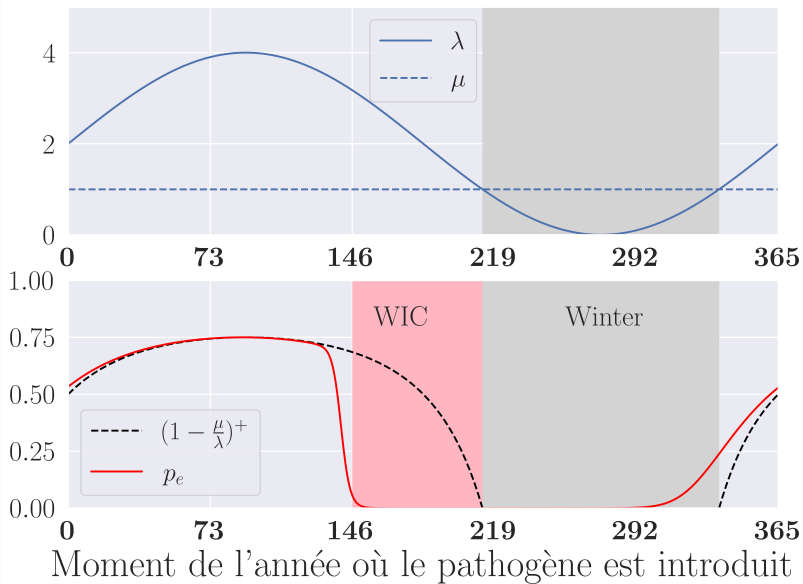 4
2
0
λ
μ
0 73 146 219 292 365
1.00
0.75
0.50
0.25
0.00
WIC Winter
(1 − μ/λ)⁺
pₑ
0 73 146 219 292 365
Moment de l'année où le pathogène est introduit